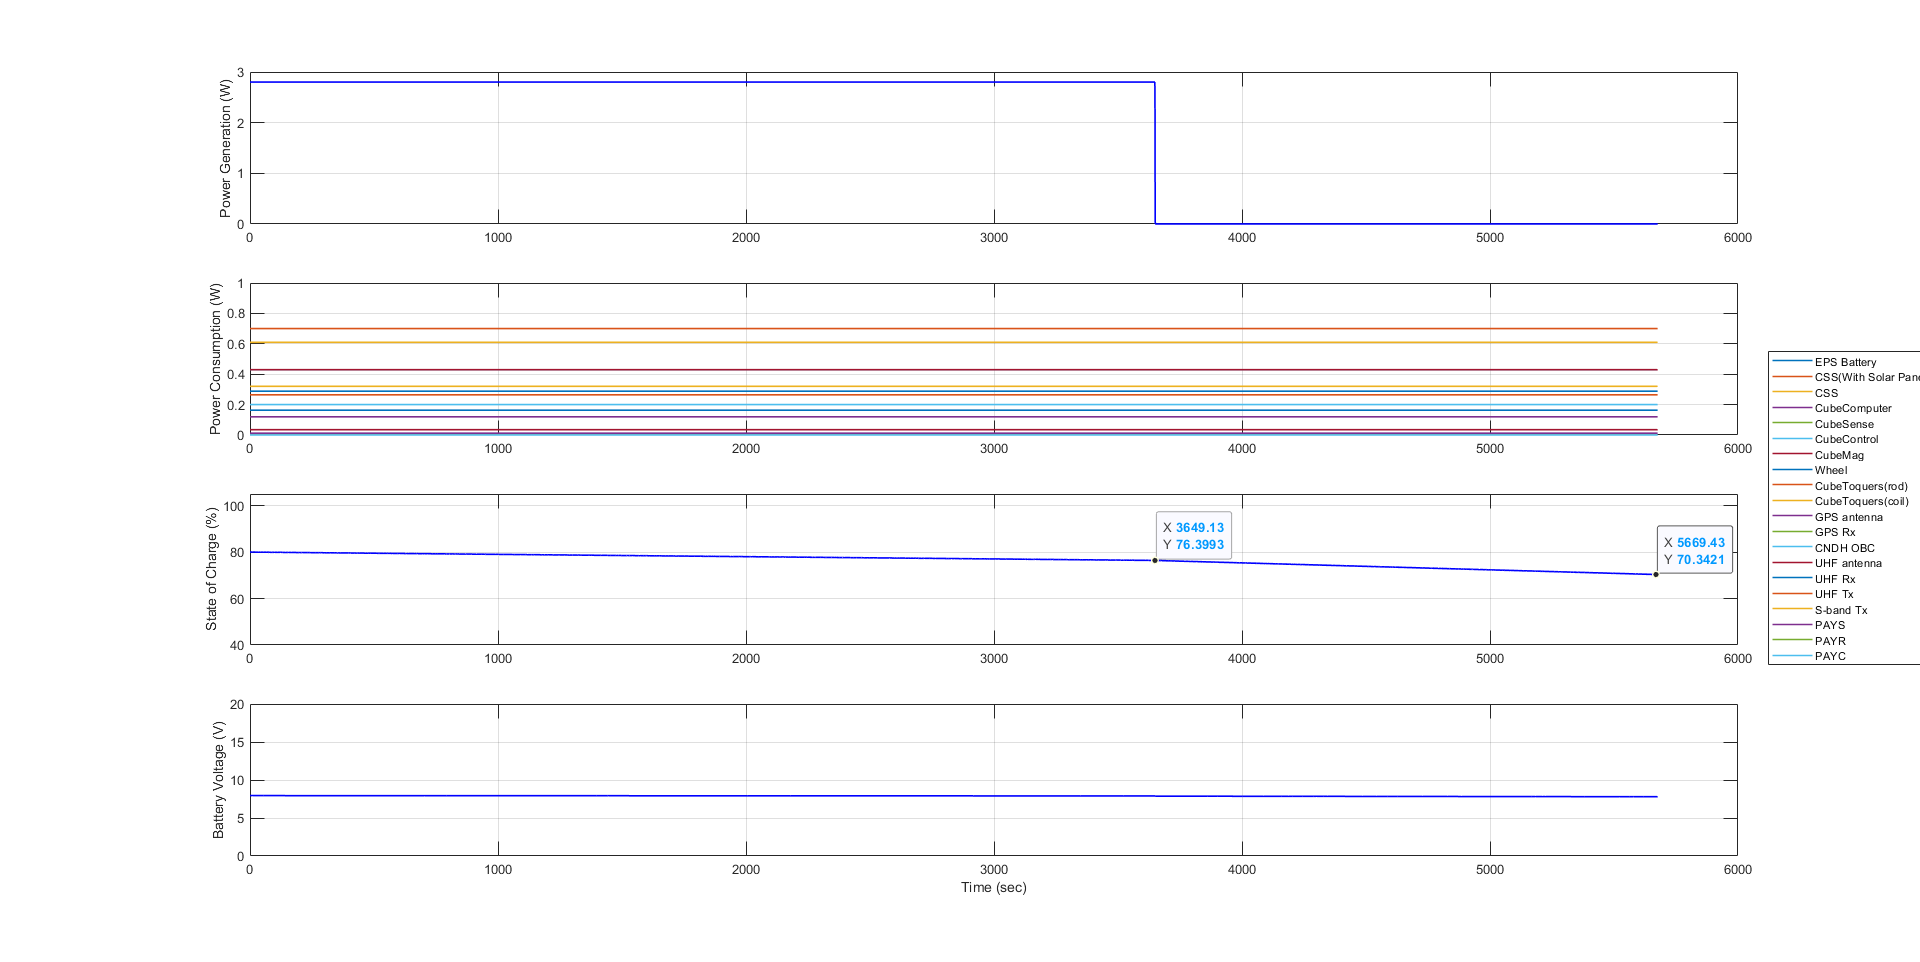 Power Generation (W)
3
2
1
0
0 1000 2000 3000 4000 5000 6000
Power Consumption (W)
1
0.8
0.6
0.4
0.2
0
0 1000 2000 3000 4000 5000 6000
State of Charge (%)
100
80
60
40
X 3649.13
Y 76.3993
X 5669.43
Y 70.3421
0 1000 2000 3000 4000 5000 6000
Battery Voltage (V)
20
15
10
5
0
0 1000 2000 3000 4000 5000 6000
Time (sec)
EPS Battery
CSS(With Solar Pane
CSS
CubeComputer
CubeSense
CubeControl
CubeMag
Wheel
CubeToquers(rod)
CubeToquers(coil)
GPS antenna
GPS Rx
CNDH OBC
UHF antenna
UHF Rx
UHF Tx
S-band Tx
PAYS
PAYR
PAYC